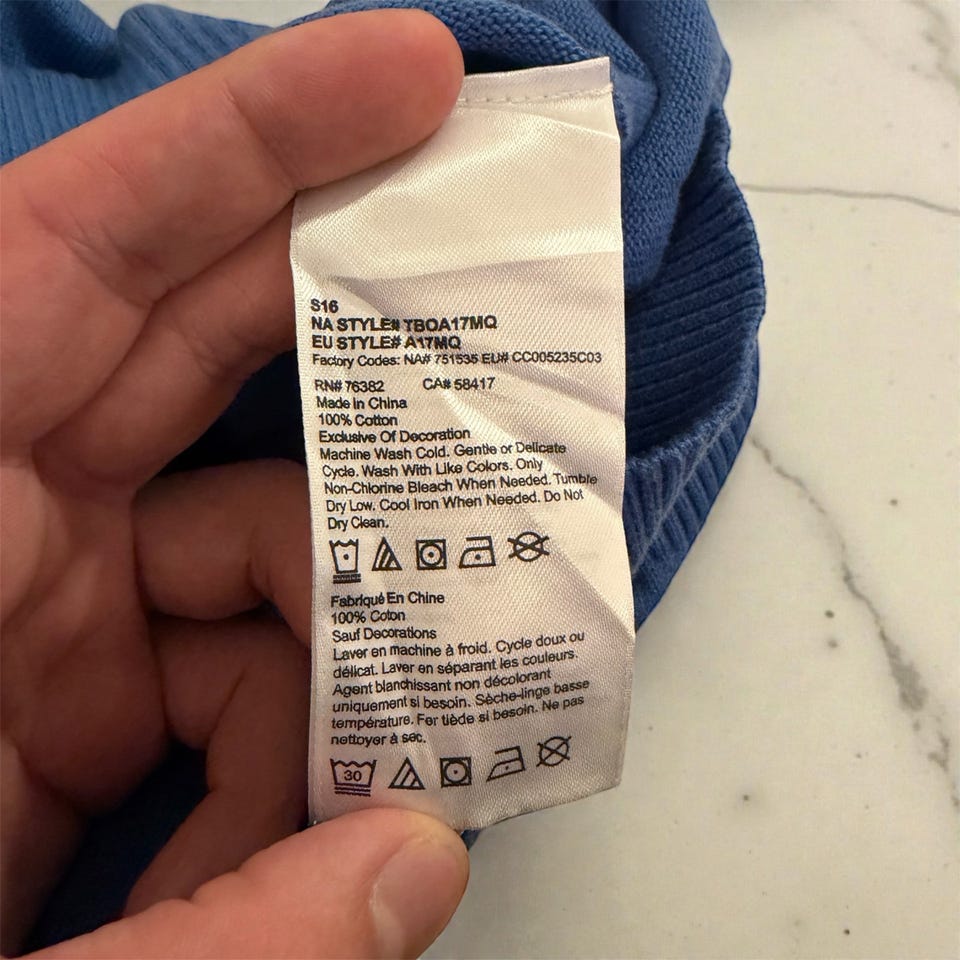 S16
NA STYLE# TBOA17MQ
EU STYLE# A17MQ
Factory Codes: NA# 751535 EU# CC005235C03
RN# 76382 CA# 58417
Made In China
100% Cotton
Exclusive Of Decoration
Machine Wash Cold. Gentle or Delicate
Cycle. Wash With Like Colors. Only
Non-Chlorine Bleach When Needed. Tumble
Dry Low. Cool Iron When Needed. Do Not
Dry Clean.
Fabriqué En Chine
100% Coton
Sauf Decorations
Laver en machine à froid. Cycle doux ou
délicat. Laver en séparant les couleurs.
Agent blanchissant non décolorant
uniquement si besoin. Sèche-linge basse
température. Fer tiède si besoin. Ne pas
nettoyer à sec.
30